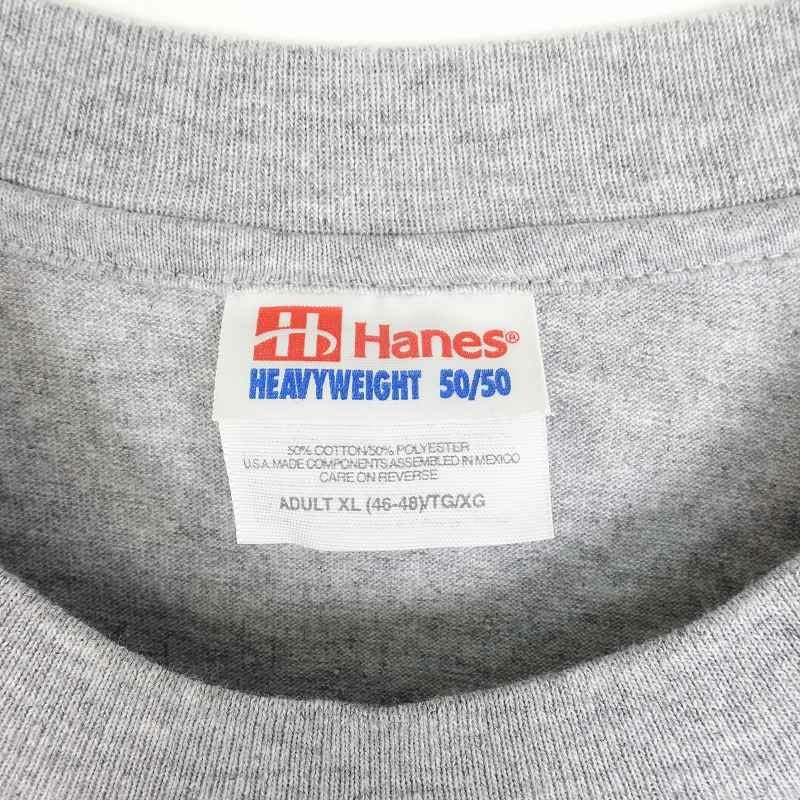 H Hanes®
HEAVYWEIGHT 50/50
50% COTTON/50% POLYESTER
U.S.A. MADE COMPONENTS ASSEMBLED IN MEXICO
CARE ON REVERSE
ADULT XL (46-48)/TG/XG